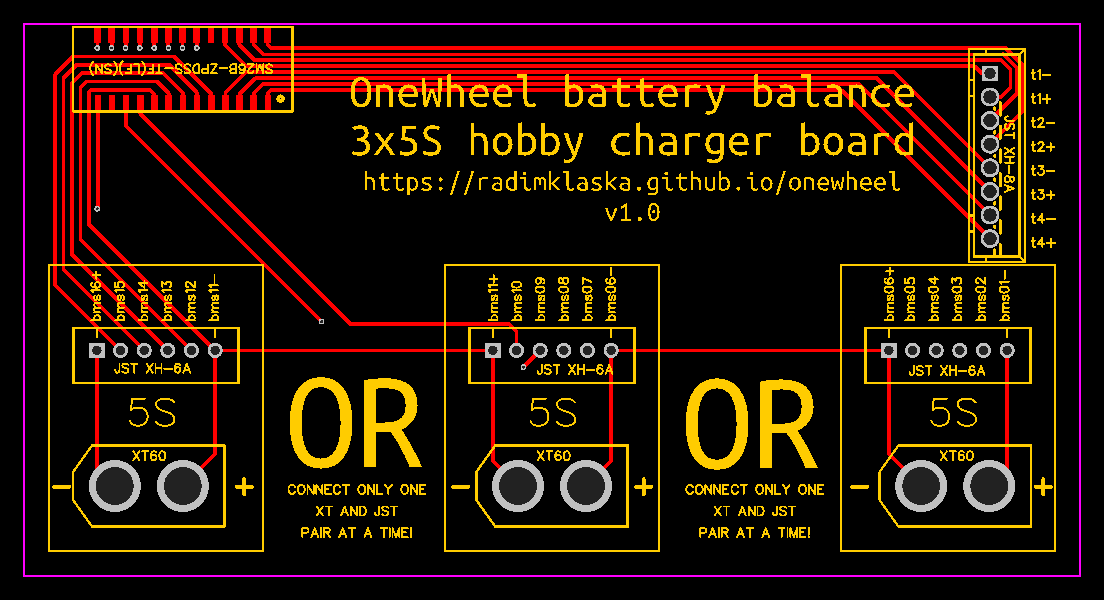 SM26B-ZPDSS-TF(LF)(SN)
OneWheel battery balance
3x5S hobby charger board
https://radimklaska.github.io/onewheel
v1.0
t1-
t1+
t2-
t2+
t3-
t3+
t4-
t4+
JST XH-8A
bms16+
bms15
bms14
bms13
bms12
bms11-
JST XH-6A
5S
XT60
- +
OR
CONNECT ONLY ONE
XT AND JST
PAIR AT A TIME!
bms11+
bms10
bms09
bms08
bms07
bms06-
JST XH-6A
5S
XT60
- +
OR
CONNECT ONLY ONE
XT AND JST
PAIR AT A TIME!
bms06+
bms05
bms04
bms03
bms02
bms01-
JST XH-6A
5S
XT60
- +